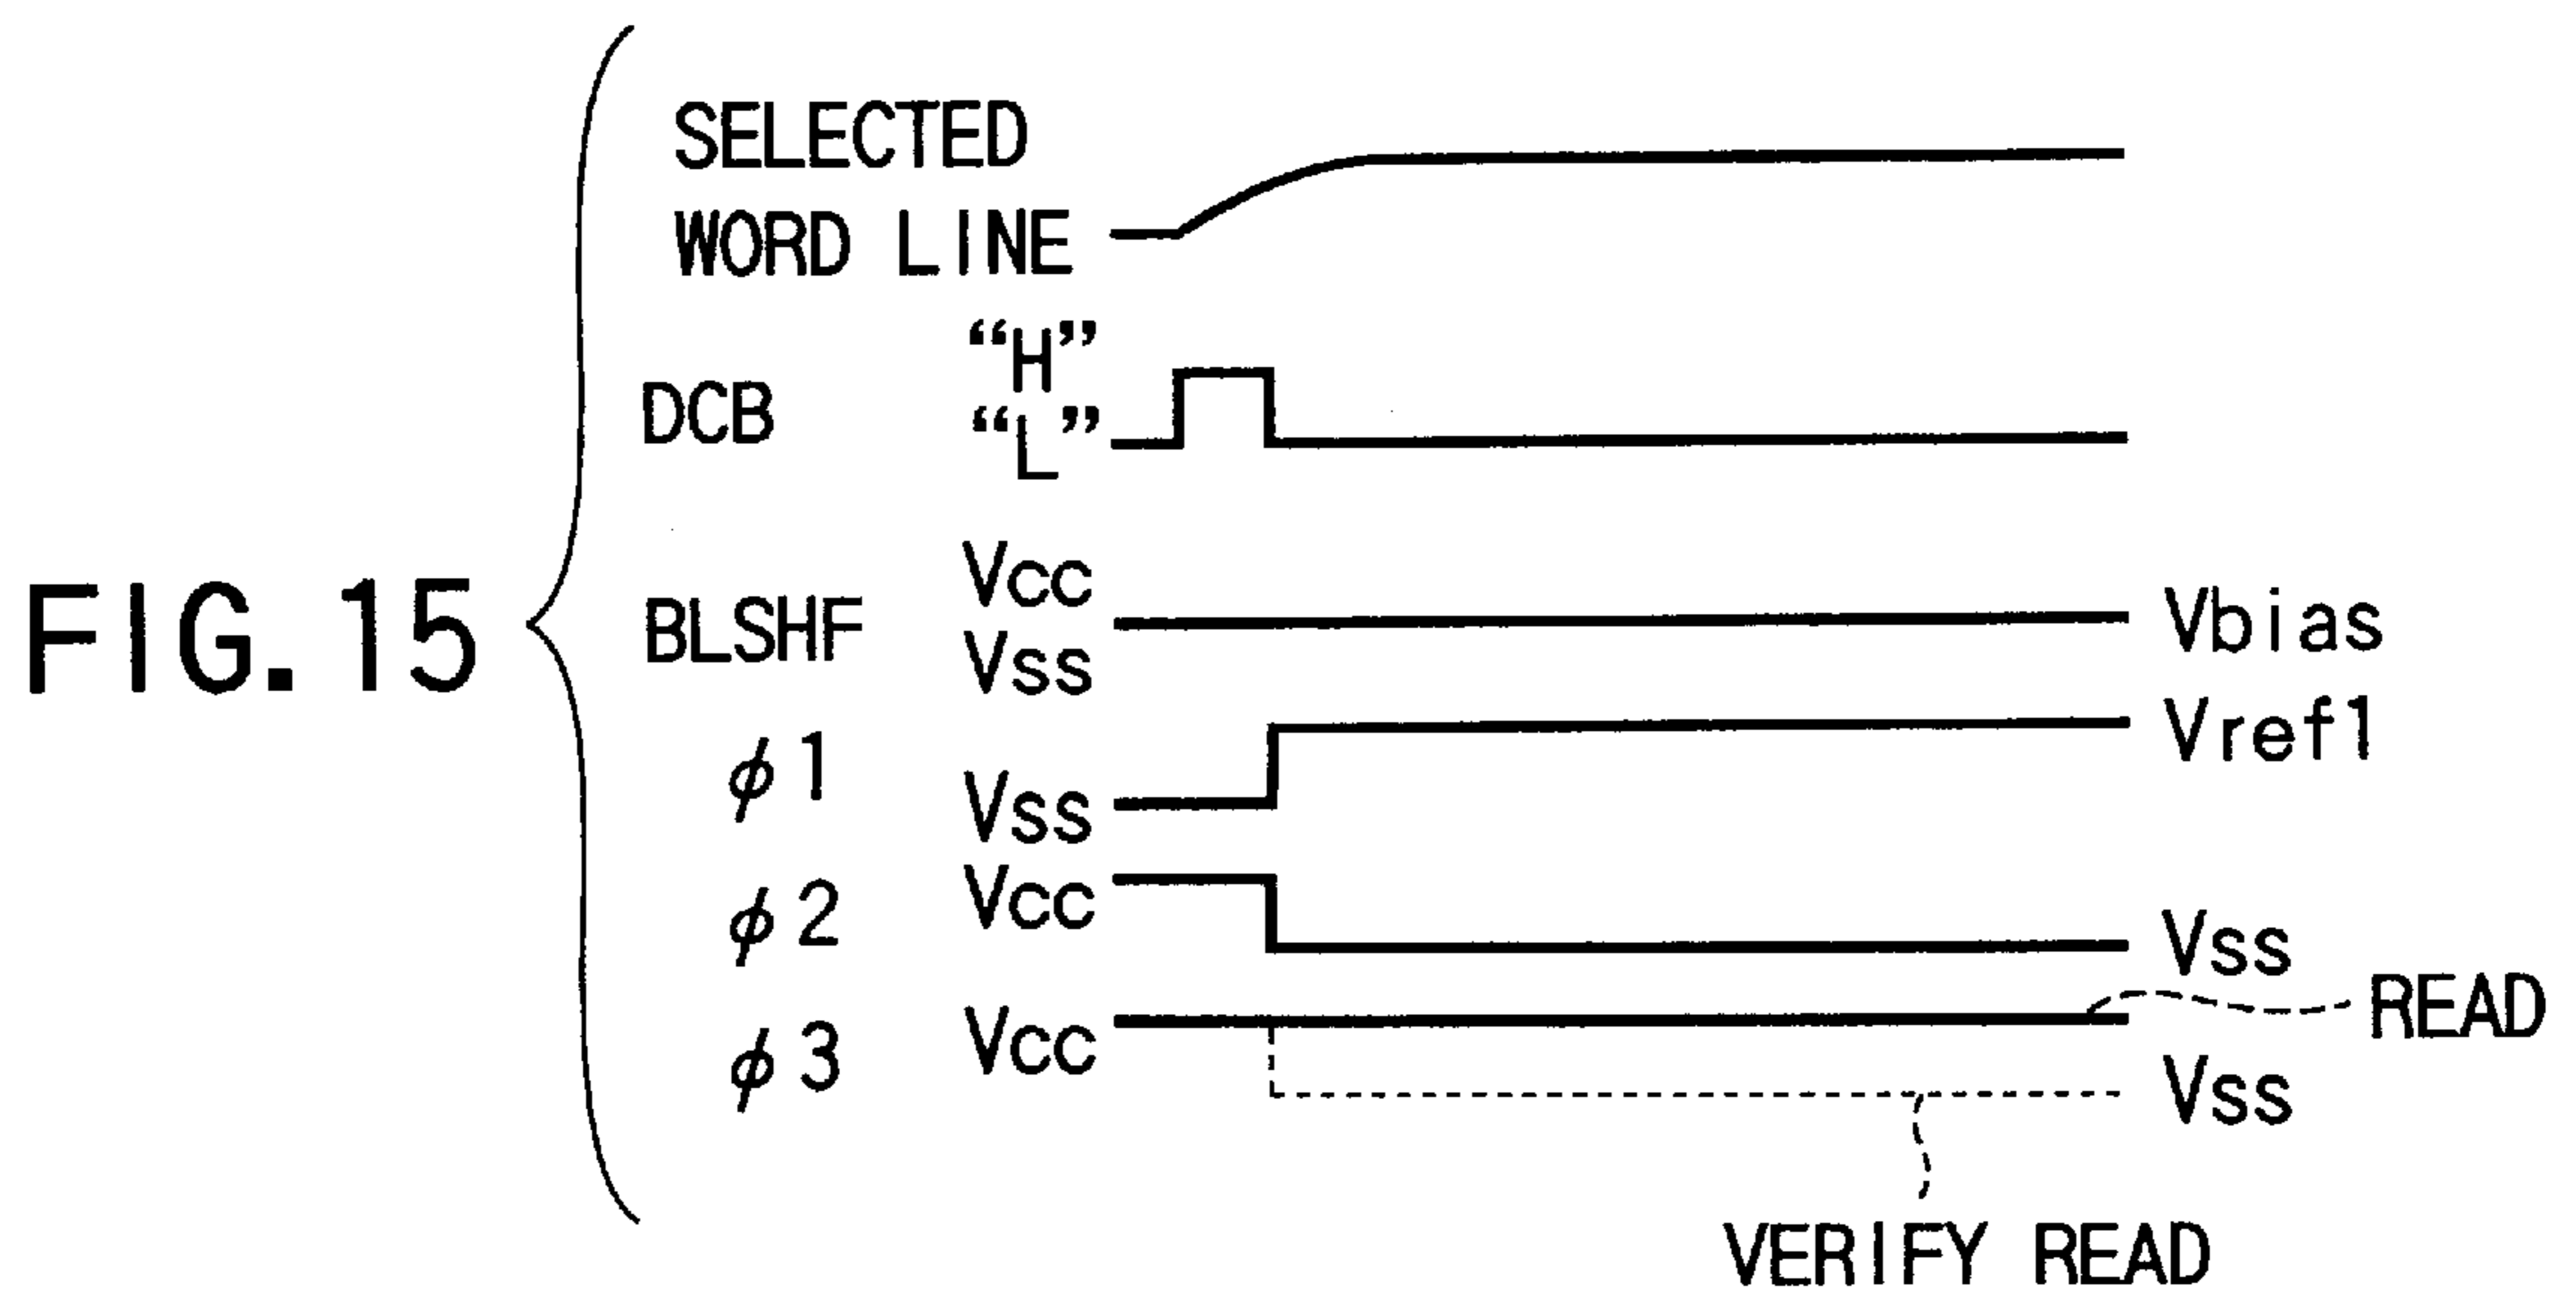 FIG. 15
SELECTED
WORD LINE
DCB "H"
"L"
BLSHF Vcc
Vss
Vbias
φ1 Vss
Vref1
φ2 Vcc
Vss
φ3 Vcc
READ
Vss
VERIFY READ